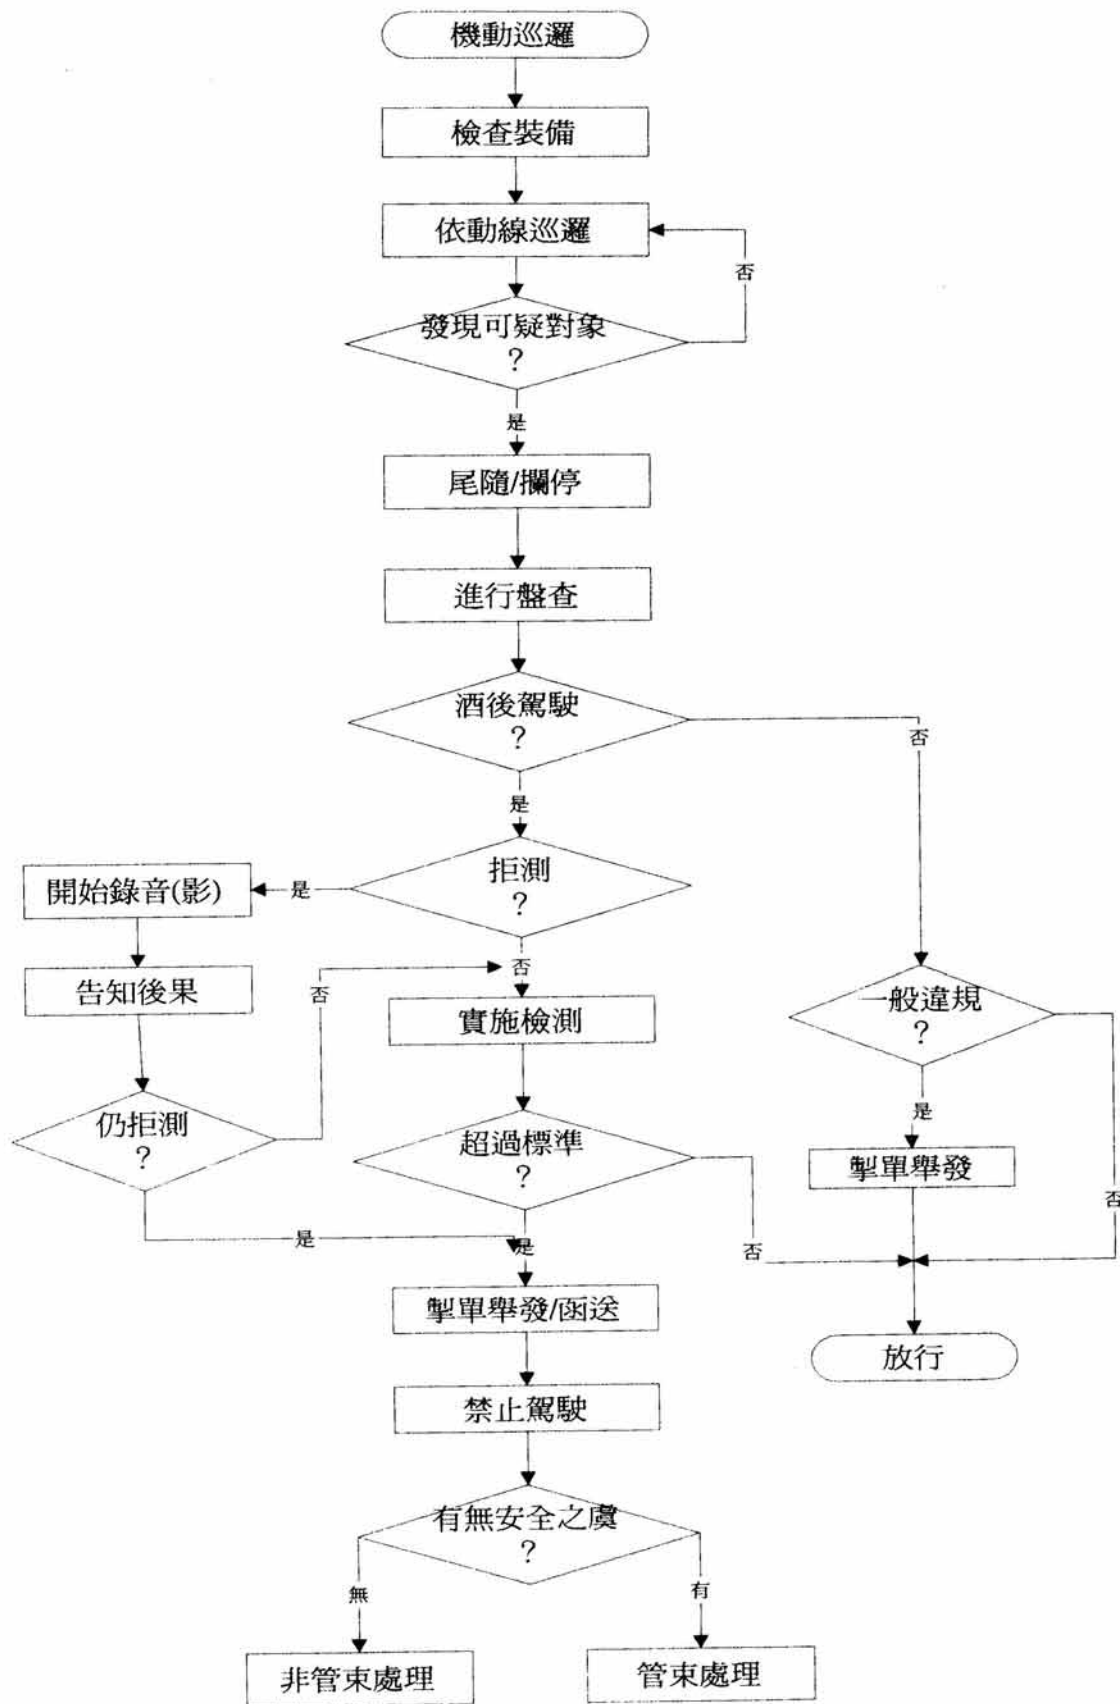 機動巡邏
檢查裝備
依動線巡邏
否
發現可疑對象
?
是
尾隨/攔停
進行盤查
酒後駕駛
?
否
是
拒測
?
是
開始錄音(影)
否
告知後果
否
實施檢測
一般違規
?
仍拒測
?
超過標準
?
是
掣單舉發
否
是
是
否
掣單舉發/函送
放行
禁止駕駛
有無安全之虞
?
無
有
非管束處理
管束處理